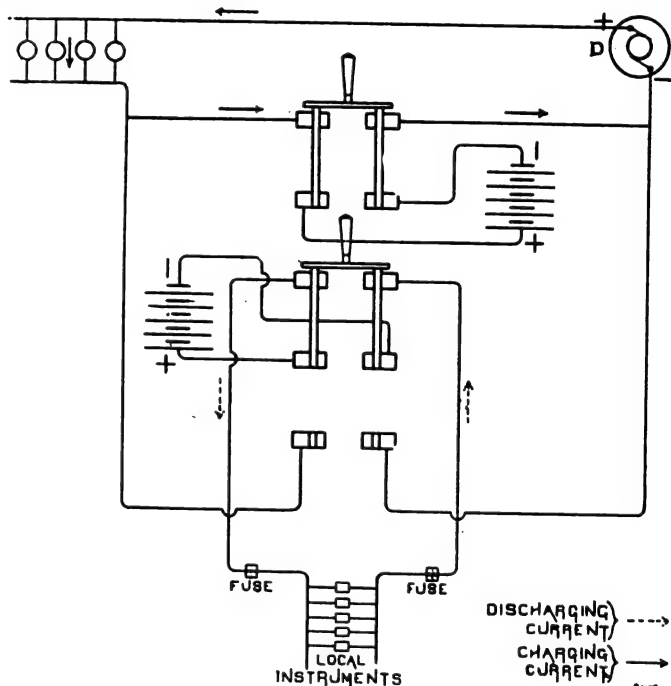 +
D
−
−
+
−
+
FUSE
FUSE
LOCAL
INSTRUMENTS
DISCHARGING
CURRENT
CHARGING
CURRENT